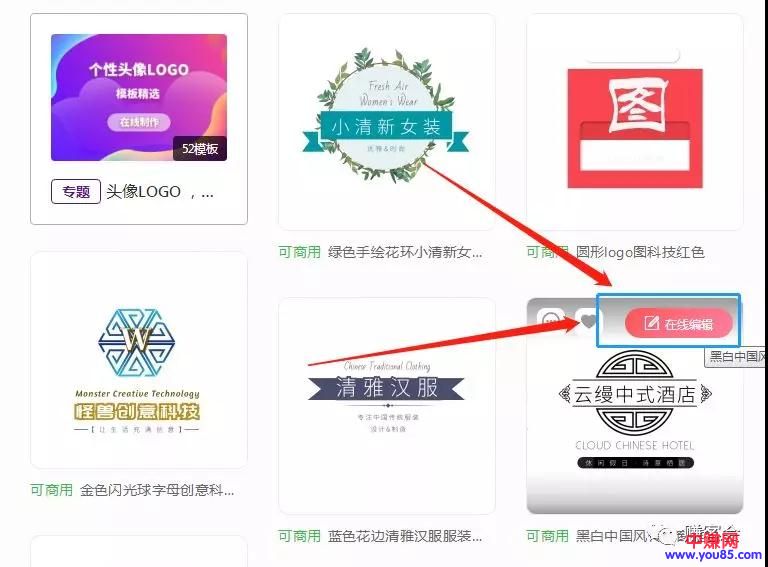 个性头像LOGO
模板精选
在线制作
52模板
专题 头像LOGO ，...
Fresh Air
Women's Wear
小清新女装
优雅&时尚
可商用 绿色手绘花环小清新女...
图
可商用 圆形logo图科技红色
W
Monster Creative Technology
怪兽创意科技
【让生活充满创意】
可商用 金色闪光球字母创意科...
Chinese Traditional Clothing
清雅汉服
专注中国传统服装
设计&制造
可商用 蓝色花边清雅汉服服装...
在线编辑
黑白中国风
云缦中式酒店
CLOUD CHINESE HOTEL
休闲假日
可商用 黑白中国风
中赚网
www.you85.com